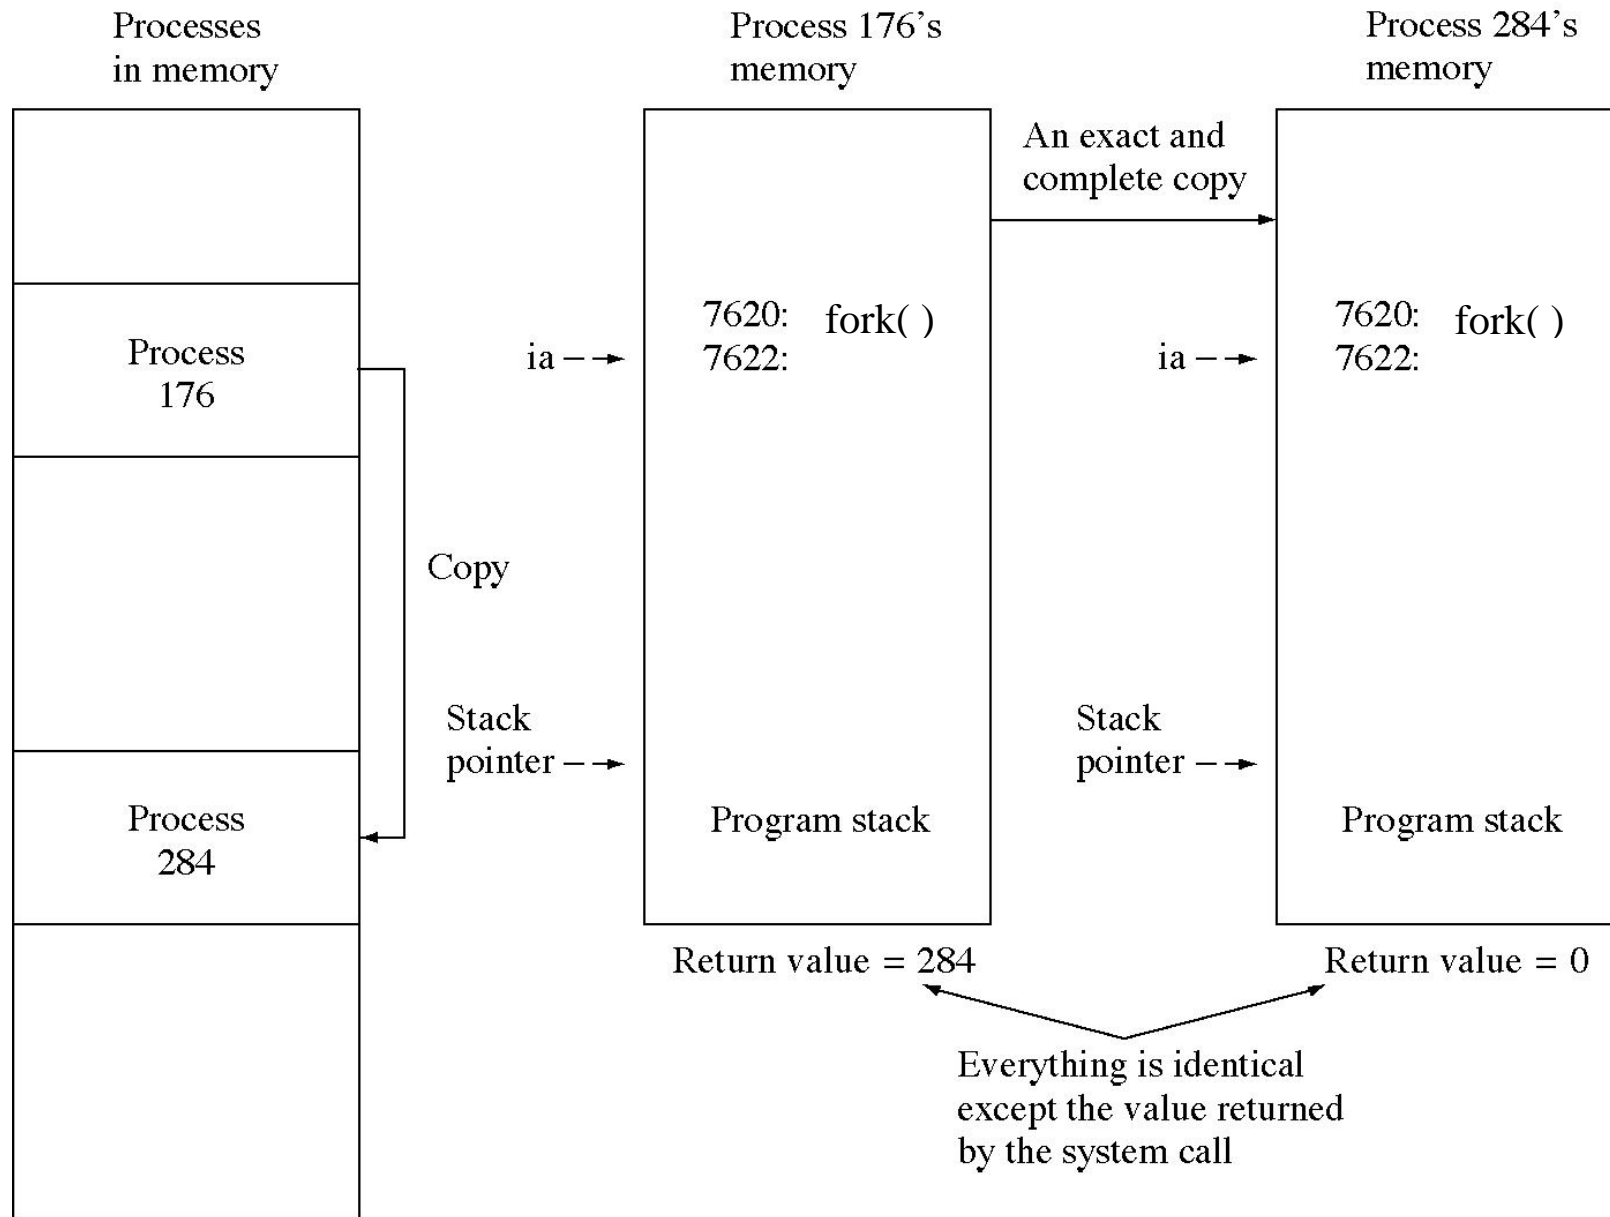 Processes
in memory
Process 176's
memory
Process 284's
memory
An exact and
complete copy
7620: fork( )
7622:
7620: fork( )
7622:
ia
ia
Process
176
Copy
Stack
pointer
Stack
pointer
Process
284
Program stack
Program stack
Return value = 284
Return value = 0
Everything is identical
except the value returned
by the system call